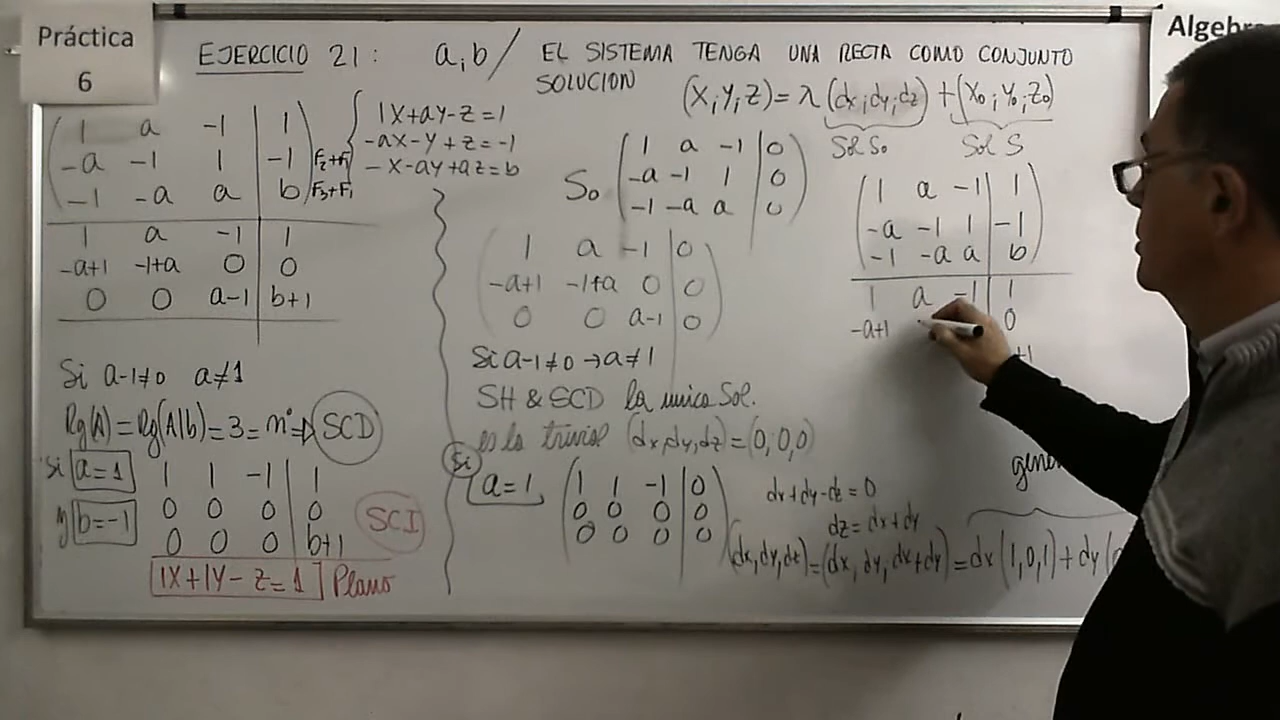 Práctica
6
Algebr
EJERCICIO 21: a,b/ EL SISTEMA TENGA UNA RECTA COMO CONJUNTO
SOLUCION (x,y,z)=λ(dx;dy;dz)+(x0;y0;z0)
Sol S0 Sol S
1 a -1 | 1
-a -1 1 | -1 F2+F1
-1 -a a | b F3+F1
1 a -1 | 1
-a+1 -1+a 0 | 0
0 0 a-1 | b+1
1x+ay-z=1
-ax-y+z=-1
-x-ay+az=b
Si a-1≠0 a≠1
Rg(A)=Rg(A|b)=3=nº⇒ SCD
Si a=1
y b=-1
1 1 -1 | 1
0 0 0 | 0
0 0 0 | b+1
SCI
1x+1y-z=1 Plano
S0
1 a -1 | 0
-a -1 1 | 0
-1 -a a | 0
1 a -1 | 0
-a+1 -1+a 0 | 0
0 0 a-1 | 0
Si a-1≠0 → a≠1
SH & SCD la unica Sol.
es la trivial (dx,dy,dz)=(0,0,0)
Si a=1
1 1 -1 | 0
0 0 0 | 0
0 0 0 | 0
dx+dy-dz=0
dz=dx+dy
(dx,dy,dz)=(dx,dy,dx+dy)=dx(1,0,1)+dy(
1 a -1 | 1
-a -1 1 | -1
-1 -a a | b
1 a -1 | 1
-a+1 0
+1
gene